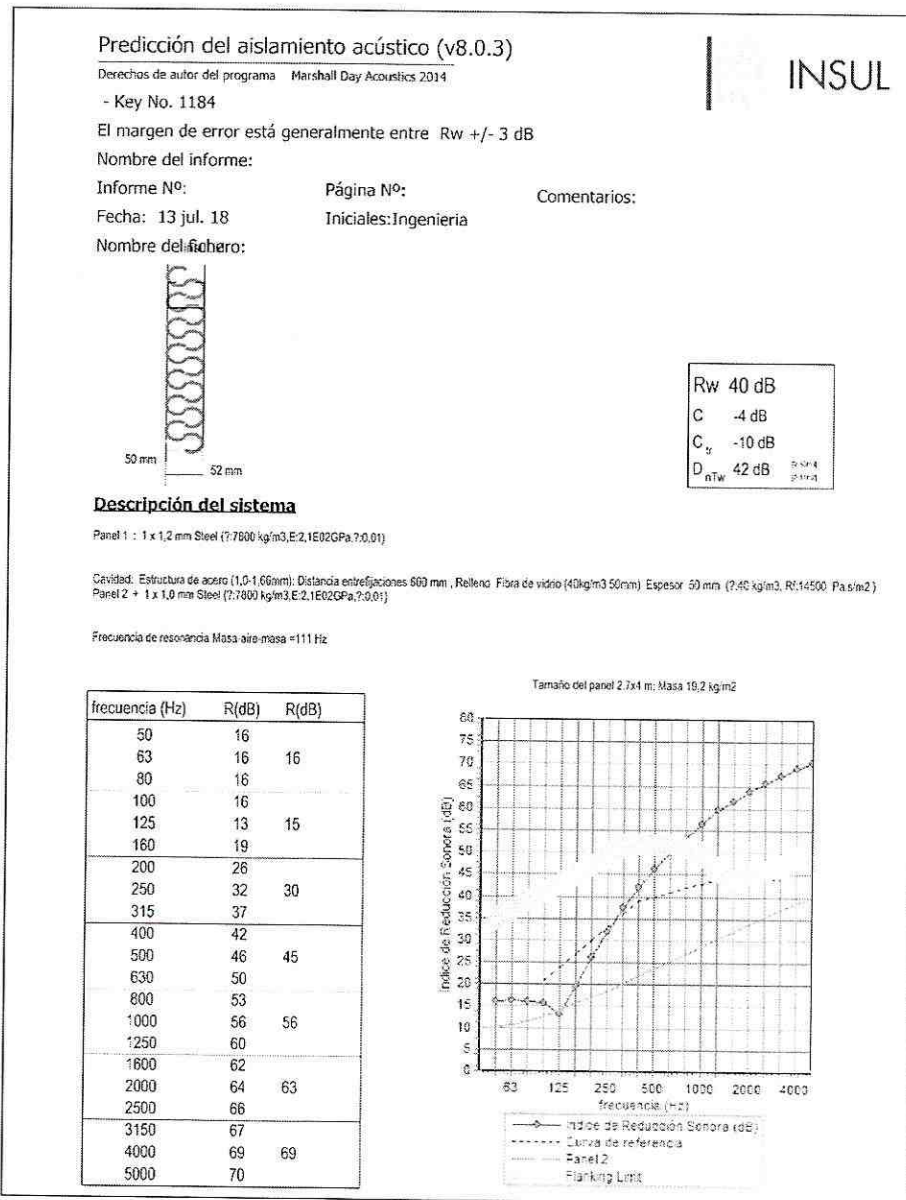 Predicción del aislamiento acústico (v8.0.3)
INSUL
Derechos de autor del programa Marshall Day Acoustics 2014
- Key No. 1184
El margen de error está generalmente entre Rw +/- 3 dB
Nombre del informe:
Informe Nº: Página Nº: Comentarios:
Fecha: 13 jul. 18 Iniciales:Ingenieria
Nombre del fichero:
50 mm
52 mm
Rw 40 dB
C -4 dB
Ctr -10 dB
DnTw 42 dB
Descripción del sistema
Panel 1 : 1 x 1,2 mm Steel (?:7800 kg/m3,E:2,1E02GPa,?:0,01)
Cavidad: Estructura de acero (1,0-1,66mm): Distancia entrefijaciones 600 mm , Relleno Fibra de vidrio (40kg/m3 50mm) Espesor 50 mm (?:40 kg/m3, Rf:14500 Pa.s/m2 )
Panel 2 + 1 x 1,0 mm Steel (?:7800 kg/m3,E:2,1E02GPa,?:0,01)
Frecuencia de resonancia Masa-aire-masa =111 Hz
Tamaño del panel 2.7x4 m; Masa 19,2 kg/m2
frecuencia (Hz) R(dB) R(dB)
50 16
63 16 16
80 16
100 16
125 13 15
160 19
200 26
250 32 30
315 37
400 42
500 46 45
630 50
800 53
1000 56 56
1250 60
1600 62
2000 64 63
2500 66
3150 67
4000 69 69
5000 70
Indice de Reducción Sonora (dB)
80
75
70
65
60
55
50
45
40
35
30
25
20
15
10
5
0
63 125 250 500 1000 2000 4000
frecuencia (Hz)
Indice de Reducción Sonora (dB)
Curva de referencia
Panel 2
Flanking Limit